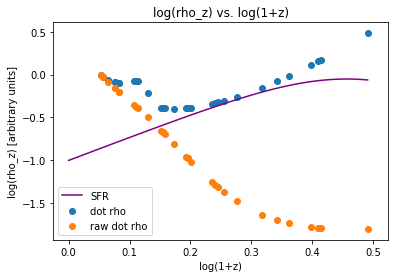 log(rho_z) vs. log(1+z)
log(rho_z) [arbitrary units]
0.5
0.0
−0.5
−1.0
−1.5
SFR
dot rho
raw dot rho
0.0 0.1 0.2 0.3 0.4 0.5
log(1+z)